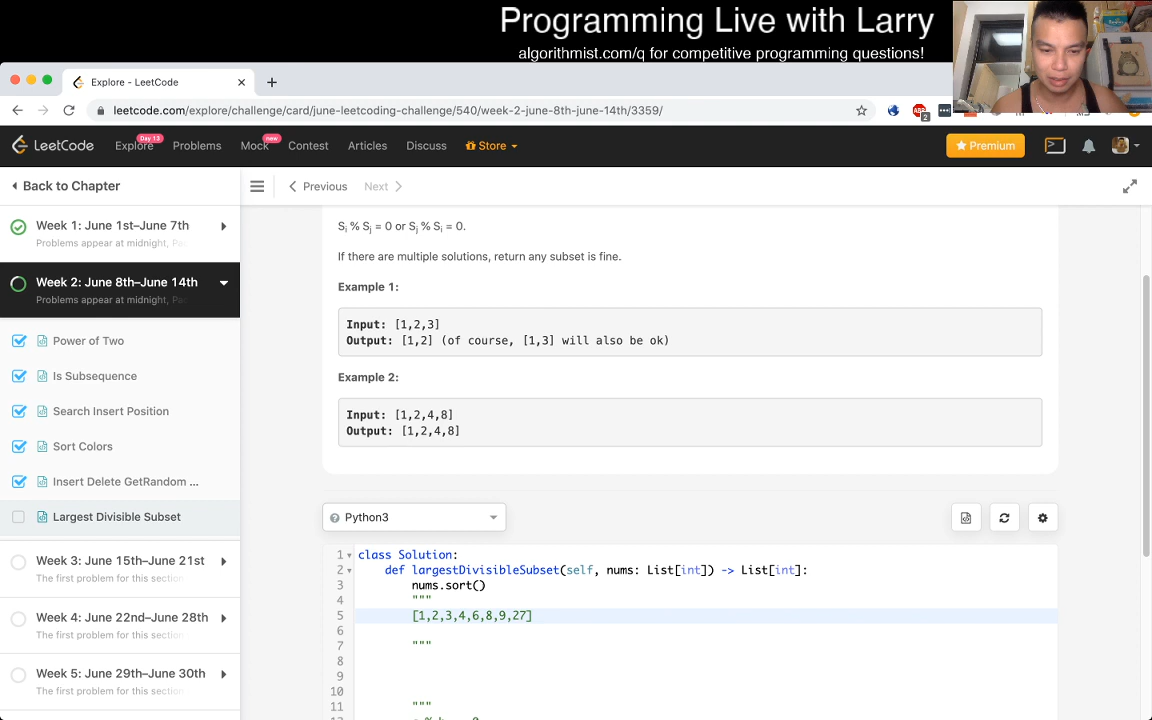 Programming Live with Larry
algorithmist.com/q for competitive programming questions!
Explore - LeetCode
leetcode.com/explore/challenge/card/june-leetcoding-challenge/540/week-2-june-8th-june-14th/3359/
LeetCode
Explore
Day 13
Problems
Mock
new
Contest
Articles
Discuss
Store
Premium
Back to Chapter
Previous
Next
Week 1: June 1st–June 7th
Problems appear at midnight,
Week 2: June 8th–June 14th
Problems appear at midnight,
Power of Two
Is Subsequence
Search Insert Position
Sort Colors
Insert Delete GetRandom ...
Largest Divisible Subset
Week 3: June 15th–June 21st
The first problem for this section
Week 4: June 22nd–June 28th
The first problem for this section
Week 5: June 29th–June 30th
The first problem for this section
Si % Sj = 0 or Sj % Si = 0.
If there are multiple solutions, return any subset is fine.
Example 1:
Input: [1,2,3]
Output: [1,2] (of course, [1,3] will also be ok)
Example 2:
Input: [1,2,4,8]
Output: [1,2,4,8]
Python3
1 class Solution:
2 def largestDivisibleSubset(self, nums: List[int]) -> List[int]:
3 nums.sort()
4 """
5 [1,2,3,4,6,8,9,27]
6
7 """
8
9
10
11 """